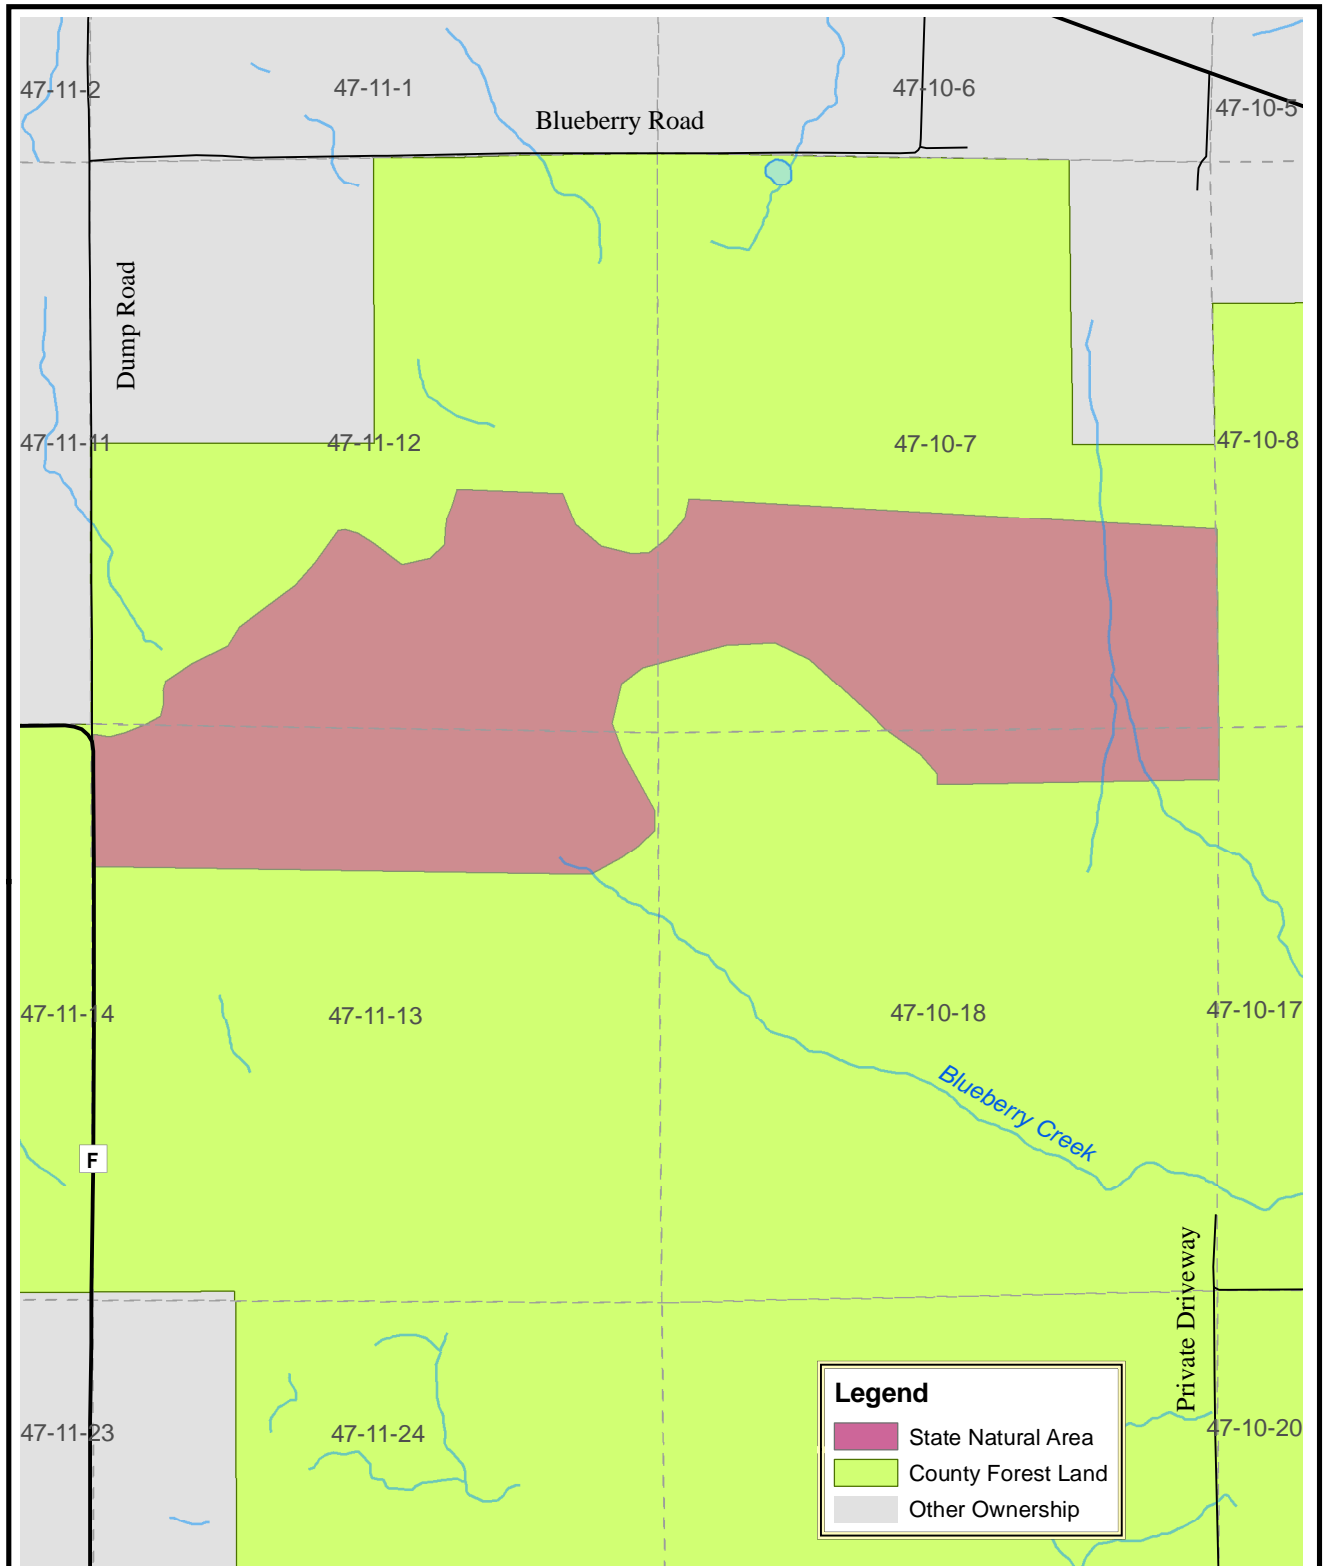 47-11-2
47-11-1
47-10-6
47-10-5
Blueberry Road
Dump Road
47-11-11
47-11-12
47-10-7
47-10-8
47-11-14
47-11-13
47-10-18
47-10-17
Blueberry Creek
F
Private Driveway
47-11-23
47-11-24
47-10-20
Legend
State Natural Area
County Forest Land
Other Ownership